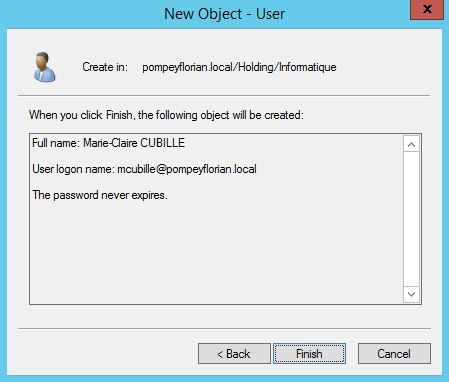 New Object - User
x
Create in: pompeyflorian.local/Holding/Informatique
When you click Finish, the following object will be created:
Full name: Marie-Claire CUBILLE
User logon name: mcubille@pompeyflorian.local
The password never expires.
< Back Finish Cancel